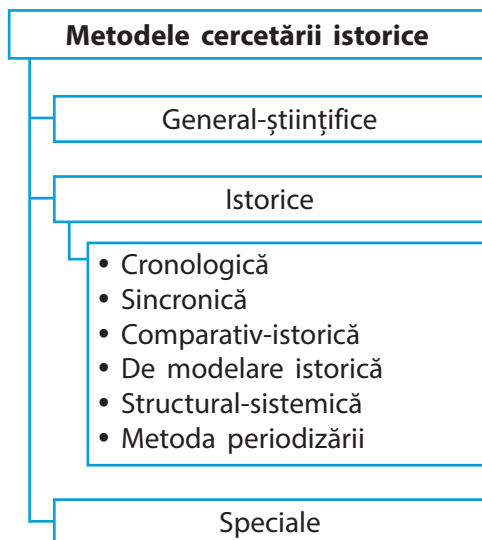 Metodele cercetării istorice
General-științifice
Istorice
• Cronologică
• Sincronică
• Comparativ-istorică
• De modelare istorică
• Structural-sistemică
• Metoda periodizării
Speciale